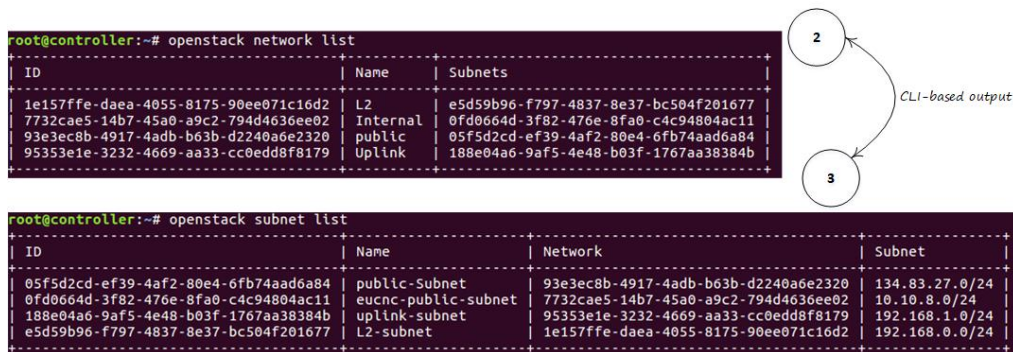 root@controller:~# openstack network list
| ID | Name | Subnets |
| 1e157ffe-daea-4055-8175-90ee071c16d2 | L2 | e5d59b96-f797-4837-8e37-bc504f201677 |
| 7732cae5-14b7-45a0-a9c2-794d4636ee02 | Internal | 0fd0664d-3f82-476e-8fa0-c4c94804ac11 |
| 93e3ec8b-4917-4adb-b63b-d2240a6e2320 | public | 05f5d2cd-ef39-4af2-80e4-6fb74aad6a84 |
| 95353e1e-3232-4669-aa33-cc0edd8f8179 | Uplink | 188e04a6-9af5-4e48-b03f-1767aa38384b |
2
CLI-based output
3
root@controller:~# openstack subnet list
| ID | Name | Network | Subnet |
| 05f5d2cd-ef39-4af2-80e4-6fb74aad6a84 | public-Subnet | 93e3ec8b-4917-4adb-b63b-d2240a6e2320 | 134.83.27.0/24 |
| 0fd0664d-3f82-476e-8fa0-c4c94804ac11 | eucnc-public-subnet | 7732cae5-14b7-45a0-a9c2-794d4636ee02 | 10.10.8.0/24 |
| 188e04a6-9af5-4e48-b03f-1767aa38384b | uplink-subnet | 95353e1e-3232-4669-aa33-cc0edd8f8179 | 192.168.1.0/24 |
| e5d59b96-f797-4837-8e37-bc504f201677 | L2-subnet | 1e157ffe-daea-4055-8175-90ee071c16d2 | 192.168.0.0/24 |